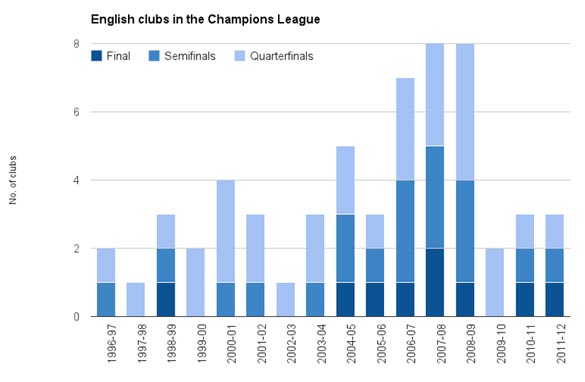 English clubs in the Champions League
8
Final Semifinals Quarterfinals
6
4
2
0
No. of clubs
1996-97 1997-98 1998-99 1999-00 2000-01 2001-02 2002-03 2003-04 2004-05 2005-06 2006-07 2007-08 2008-09 2009-10 2010-11 2011-12